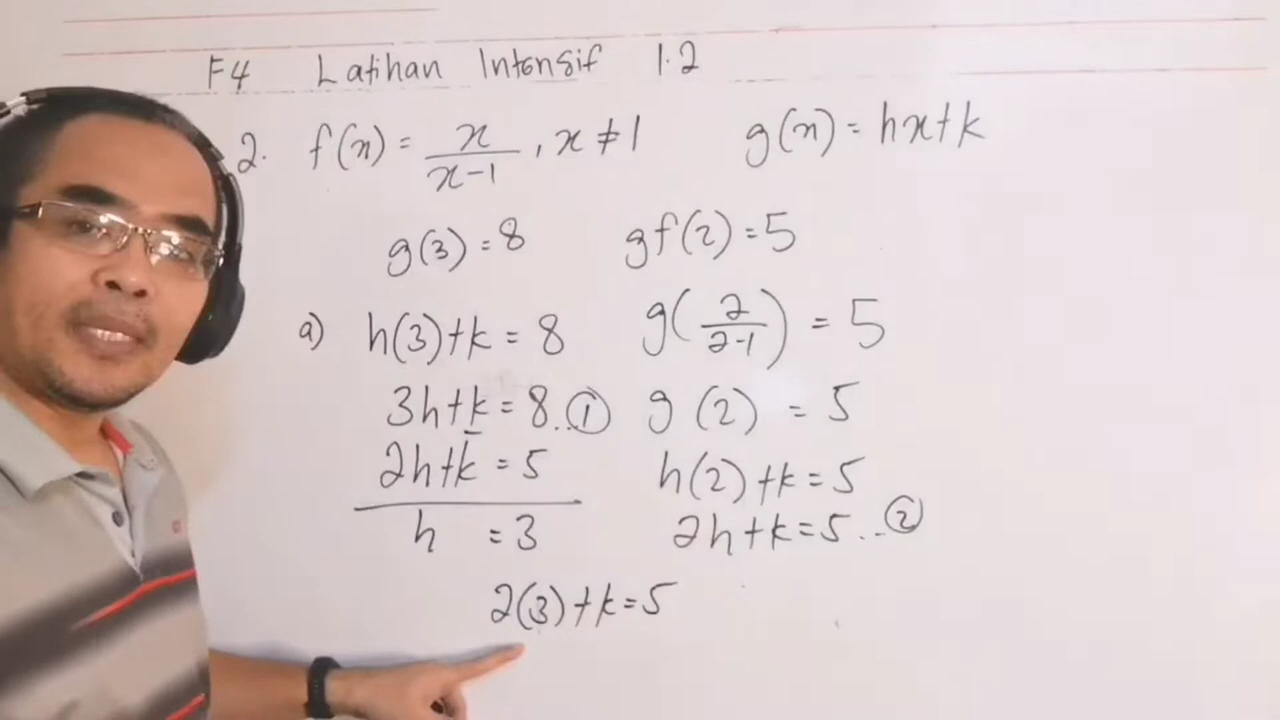 F4 Latihan Intensif 1.2
2. f(x) = x/(x-1), x ≠ 1 g(x) = hx+k
g(3) = 8 gf(2) = 5
a) h(3)+k = 8 g(2/(2-1)) = 5
3h+k = 8...① g(2) = 5
2h+k = 5 h(2)+k = 5
h = 3 2h+k = 5...②
2(3)+k = 5